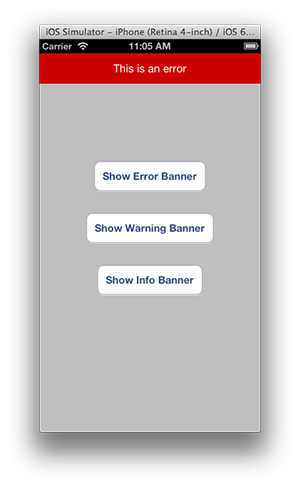 iOS Simulator - iPhone (Retina 4-inch) / iOS 6...
Carrier 11:05 AM
This is an error
Show Error Banner
Show Warning Banner
Show Info Banner